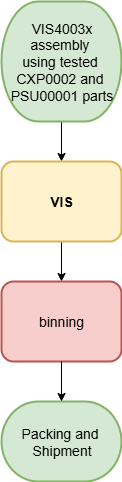 VIS4003x
assembly
using tested
CXP0002 and
PSU00001 parts
VIS
binning
Packing and
Shipment